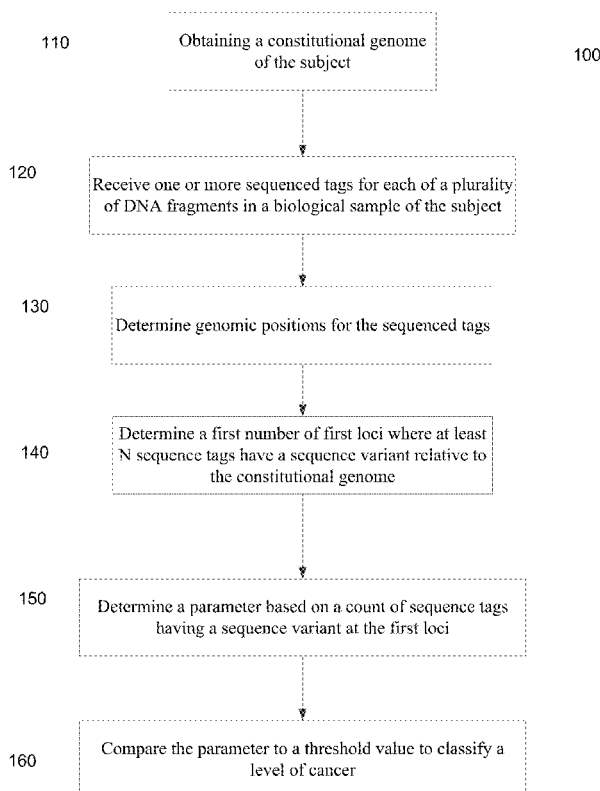 110
Obtaining a constitutional genome
of the subject
100
120
Receive one or more sequenced tags for each of a plurality
of DNA fragments in a biological sample of the subject
130
Determine genomic positions for the sequenced tags
140
Determine a first number of first loci where at least
N sequence tags have a sequence variant relative to
the constitutional genome
150
Determine a parameter based on a count of sequence tags
having a sequence variant at the first loci
160
Compare the parameter to a threshold value to classify a
level of cancer